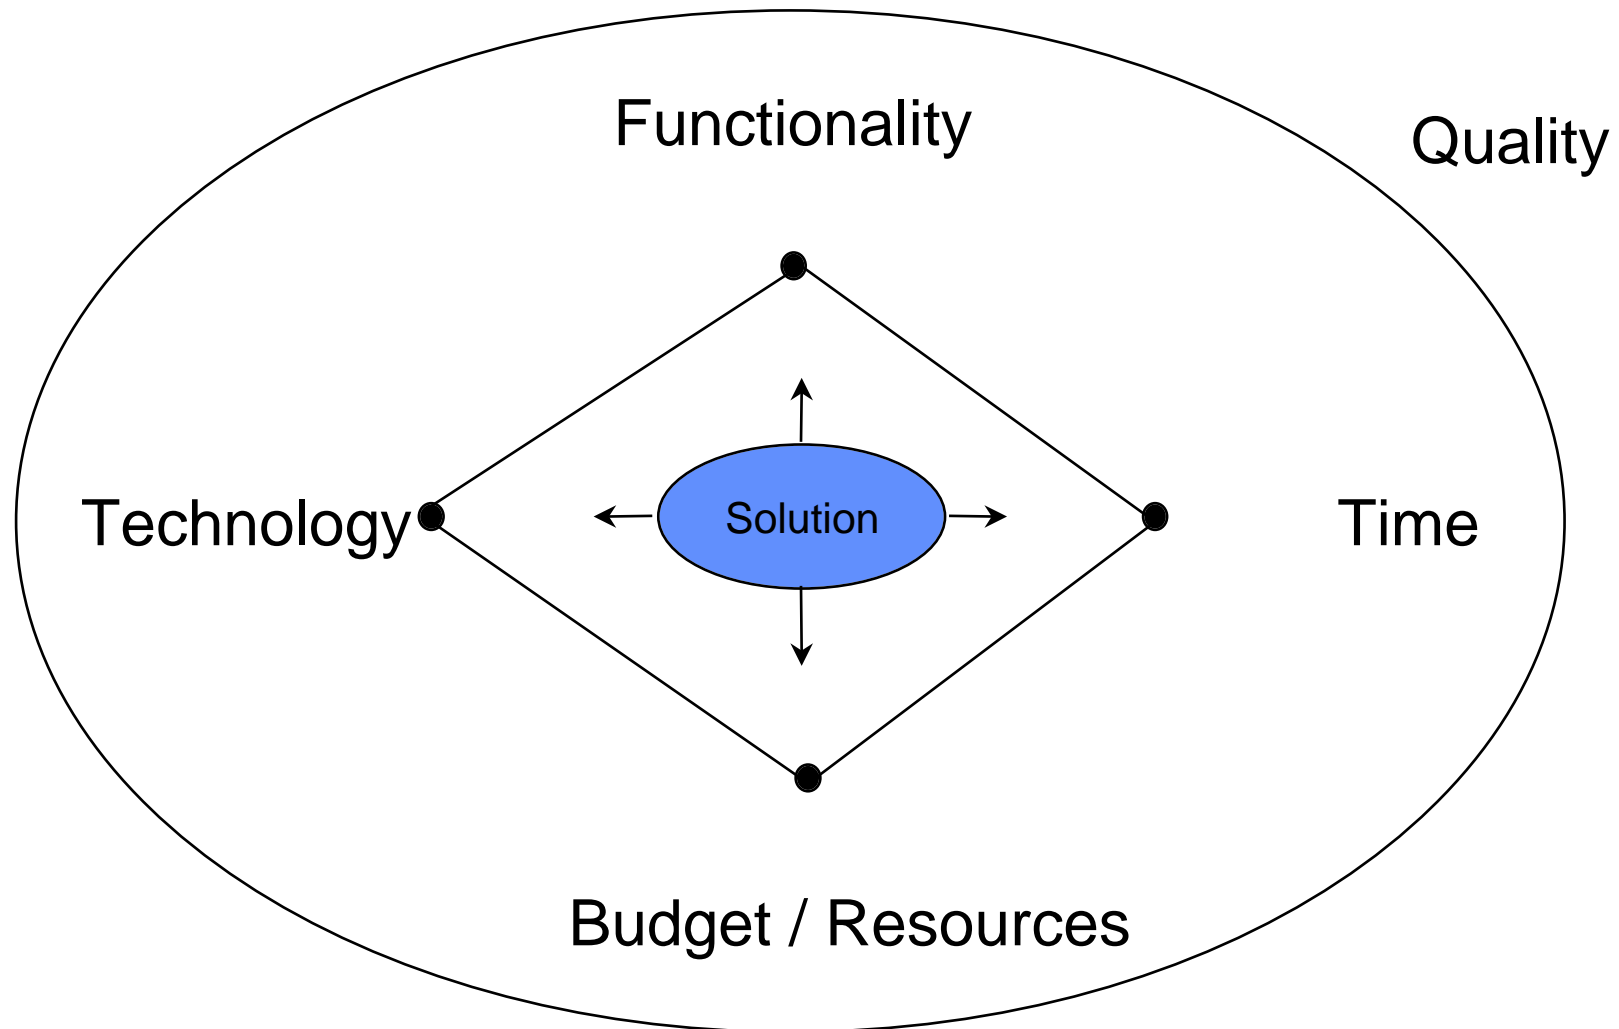 Functionality
Quality
Technology
Solution
Time
Budget / Resources